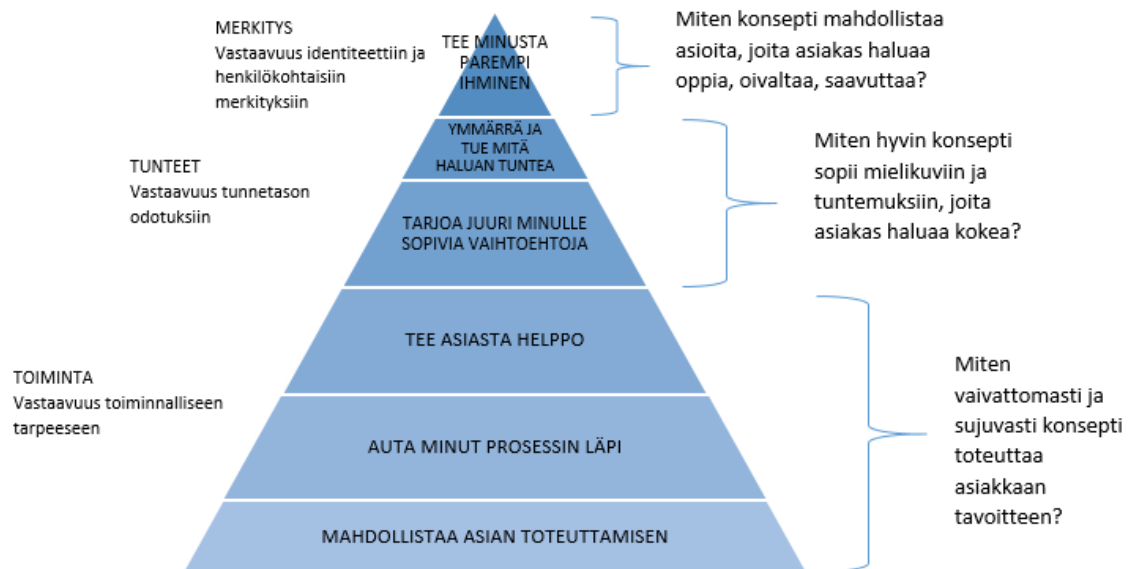 MERKITYS
Vastaavuus identiteettiin ja
henkilökohtaisiin
merkityksiin
TEE MINUSTA
PAREMPI
IHMINEN
Miten konsepti mahdollistaa
asioita, joita asiakas haluaa
oppia, oivaltaa, saavuttaa?
TUNTEET
Vastaavuus tunnetason
odotuksiin
YMMÄRRÄ JA
TUE MITÄ
HALUAN TUNTEA
TARJOA JUURI MINULLE
SOPIVIA VAIHTOEHTOJA
Miten hyvin konsepti
sopii mielikuviin ja
tuntemuksiin, joita
asiakas haluaa kokea?
TOIMINTA
Vastaavuus toiminnalliseen
tarpeeseen
TEE ASIASTA HELPPO
AUTA MINUT PROSESSIN LÄPI
MAHDOLLISTAA ASIAN TOTEUTTAMISEN
Miten
vaivattomasti ja
sujuvasti konsepti
toteuttaa
asiakkaan
tavoitteen?